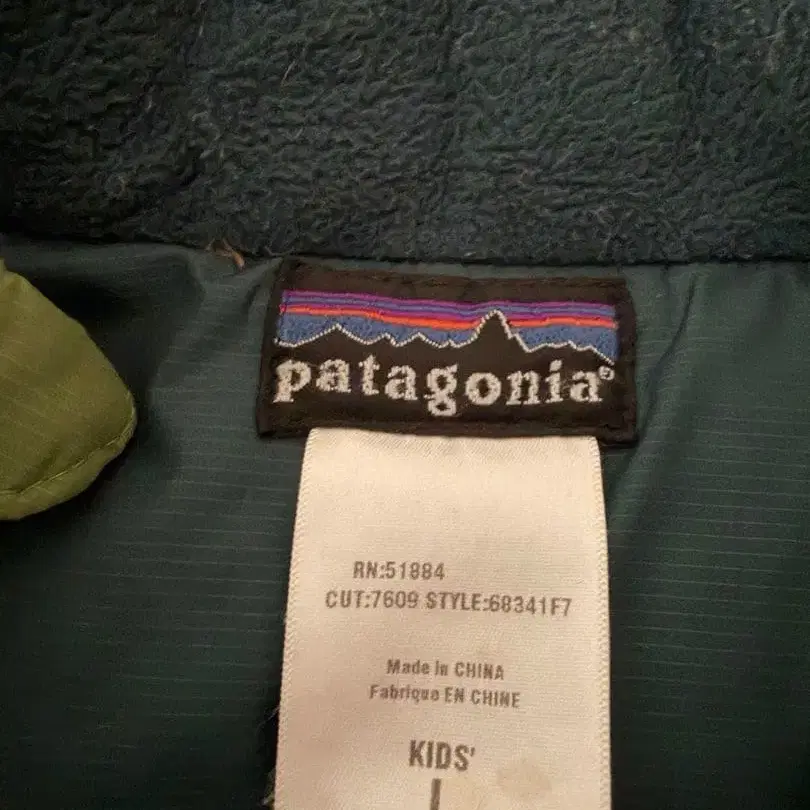 patagonia®
RN:51884
CUT:7609 STYLE:68341F7
Made in CHINA
Fabriqué EN CHINE
KIDS'